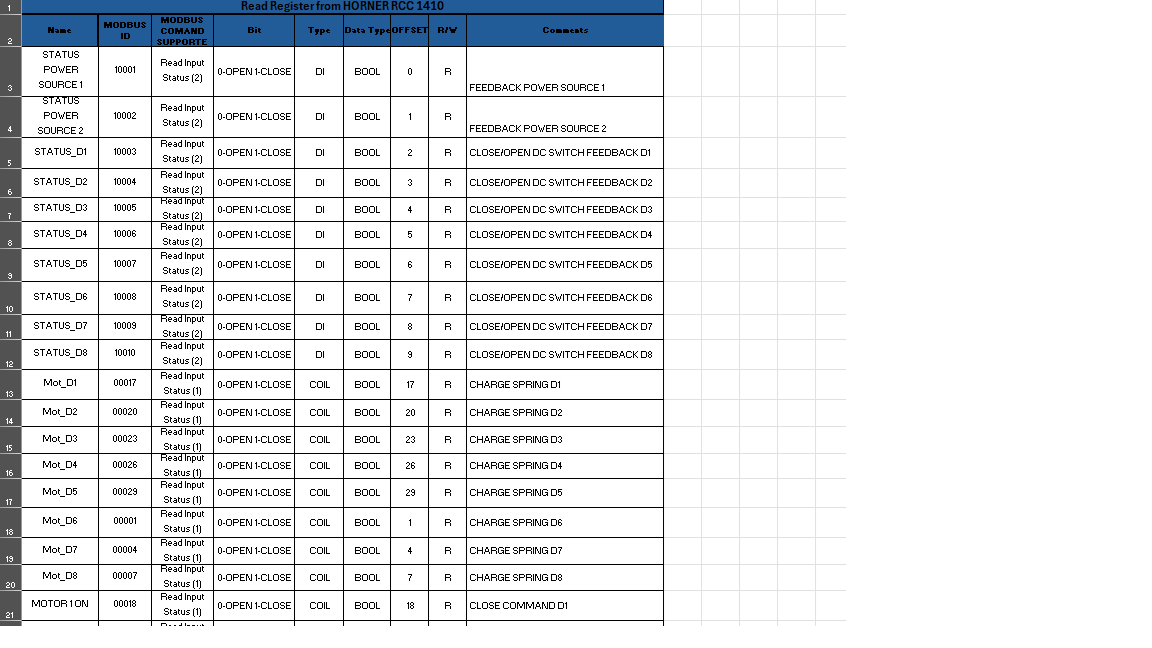 1 Read Register from HORNER RCC 1410
2 Name MODBUS ID MODBUS COMAND SUPPORTE Bit Type Data Type OFFSET R/W Comments
3 STATUS POWER SOURCE 1 10001 Read Input Status (2) 0-OPEN 1-CLOSE DI BOOL 0 R FEEDBACK POWER SOURCE 1
4 STATUS POWER SOURCE 2 10002 Read Input Status (2) 0-OPEN 1-CLOSE DI BOOL 1 R FEEDBACK POWER SOURCE 2
5 STATUS_D1 10003 Read Input Status (2) 0-OPEN 1-CLOSE DI BOOL 2 R CLOSE/OPEN DC SWITCH FEEDBACK D1
6 STATUS_D2 10004 Read Input Status (2) 0-OPEN 1-CLOSE DI BOOL 3 R CLOSE/OPEN DC SWITCH FEEDBACK D2
7 STATUS_D3 10005 Read Input Status (2) 0-OPEN 1-CLOSE DI BOOL 4 R CLOSE/OPEN DC SWITCH FEEDBACK D3
8 STATUS_D4 10006 Read Input Status (2) 0-OPEN 1-CLOSE DI BOOL 5 R CLOSE/OPEN DC SWITCH FEEDBACK D4
9 STATUS_D5 10007 Read Input Status (2) 0-OPEN 1-CLOSE DI BOOL 6 R CLOSE/OPEN DC SWITCH FEEDBACK D5
10 STATUS_D6 10008 Read Input Status (2) 0-OPEN 1-CLOSE DI BOOL 7 R CLOSE/OPEN DC SWITCH FEEDBACK D6
11 STATUS_D7 10009 Read Input Status (2) 0-OPEN 1-CLOSE DI BOOL 8 R CLOSE/OPEN DC SWITCH FEEDBACK D7
12 STATUS_D8 10010 Read Input Status (2) 0-OPEN 1-CLOSE DI BOOL 9 R CLOSE/OPEN DC SWITCH FEEDBACK D8
13 Mot_D1 00017 Read Input Status (1) 0-OPEN 1-CLOSE COIL BOOL 17 R CHARGE SPRING D1
14 Mot_D2 00020 Read Input Status (1) 0-OPEN 1-CLOSE COIL BOOL 20 R CHARGE SPRING D2
15 Mot_D3 00023 Read Input Status (1) 0-OPEN 1-CLOSE COIL BOOL 23 R CHARGE SPRING D3
16 Mot_D4 00026 Read Input Status (1) 0-OPEN 1-CLOSE COIL BOOL 26 R CHARGE SPRING D4
17 Mot_D5 00029 Read Input Status (1) 0-OPEN 1-CLOSE COIL BOOL 29 R CHARGE SPRING D5
18 Mot_D6 00001 Read Input Status (1) 0-OPEN 1-CLOSE COIL BOOL 1 R CHARGE SPRING D6
19 Mot_D7 00004 Read Input Status (1) 0-OPEN 1-CLOSE COIL BOOL 4 R CHARGE SPRING D7
20 Mot_D8 00007 Read Input Status (1) 0-OPEN 1-CLOSE COIL BOOL 7 R CHARGE SPRING D8
21 MOTOR 1 ON 00018 Read Input Status (1) 0-OPEN 1-CLOSE COIL BOOL 18 R CLOSE COMMAND D1